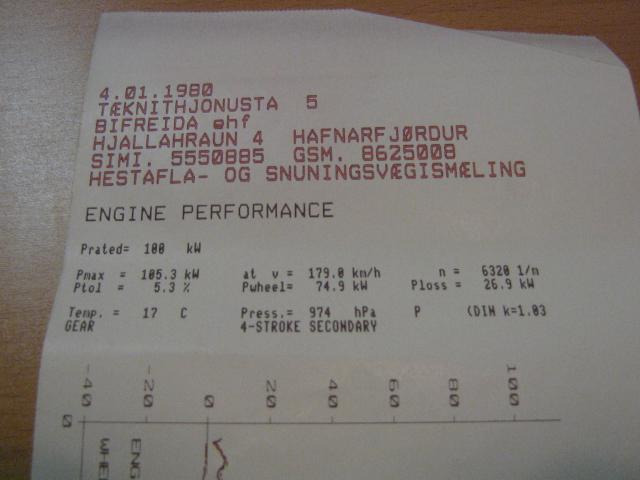 4.01.1980
TÆKNITHJONUSTA 5
BIFREIDA ehf
HJALLAHRAUN 4 HAFNARFJØRDUR
SIMI. 5550885 GSM. 8625008
HESTAFLA- OG SNUNINGSVÆGISMÆLING
ENGINE PERFORMANCE
Prated= 100 kW
Pmax = 105.3 kW at v = 179.0 km/h n = 6320 1/m
Ptol = 5.3 % Pwheel= 74.9 kW Ploss = 26.9 kW
Temp. = 17 C Press.= 974 hPa P (DIN k=1.03
GEAR 4-STROKE SECONDARY
-40 -20 0 20 40 60 80 100
0
ENG
WHE